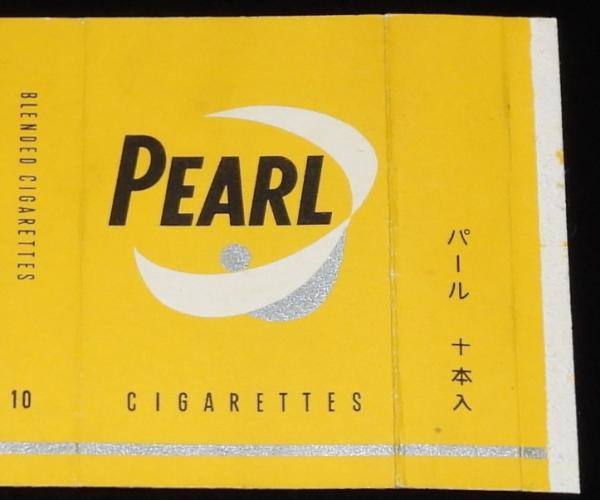 BLENDED CIGARETTES
10
PEARL
CIGARETTES
パール 十本入